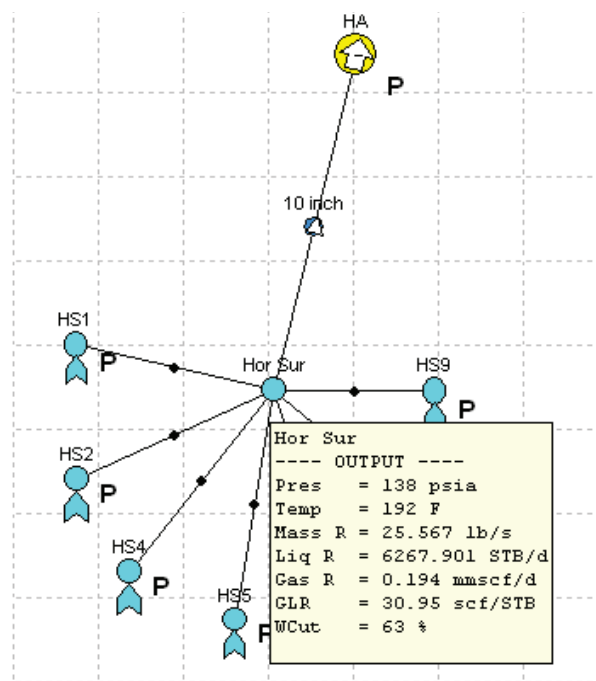 HA
P
10 inch
HS1
P
Hor Sur
HS9
P
Hor Sur
---- OUTPUT ----
Pres = 138 psia
Temp = 192 F
Mass R = 25.567 lb/s
Liq R = 6267.901 STB/d
Gas R = 0.194 mmscf/d
GLR = 30.95 scf/STB
WCut = 63 %
HS2
P
HS4
P
HS5
P